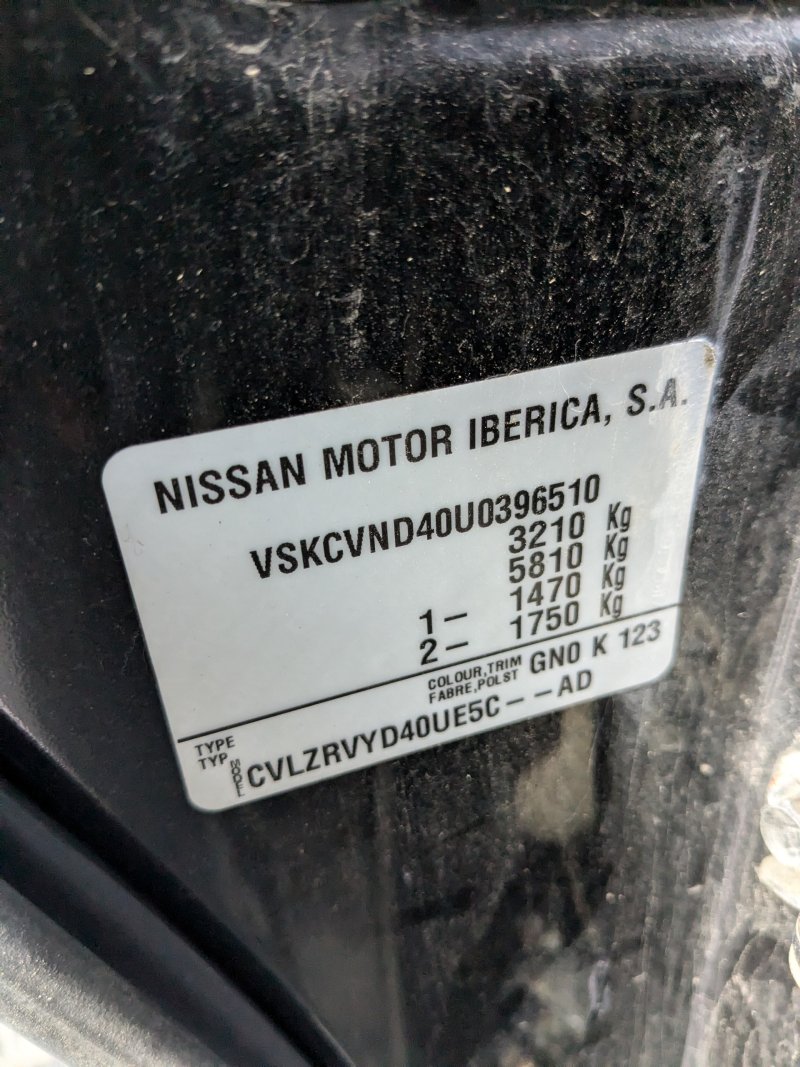 NISSAN MOTOR IBERICA, S.A.
VSKCVND40U0396510
3210 Kg
5810 Kg
1- 1470 Kg
2- 1750 Kg
COLOUR,TRIM GN0 K 123
FABRE,POLST
TYPE
TYP MODEL CVLZRVYD40UE5C--AD